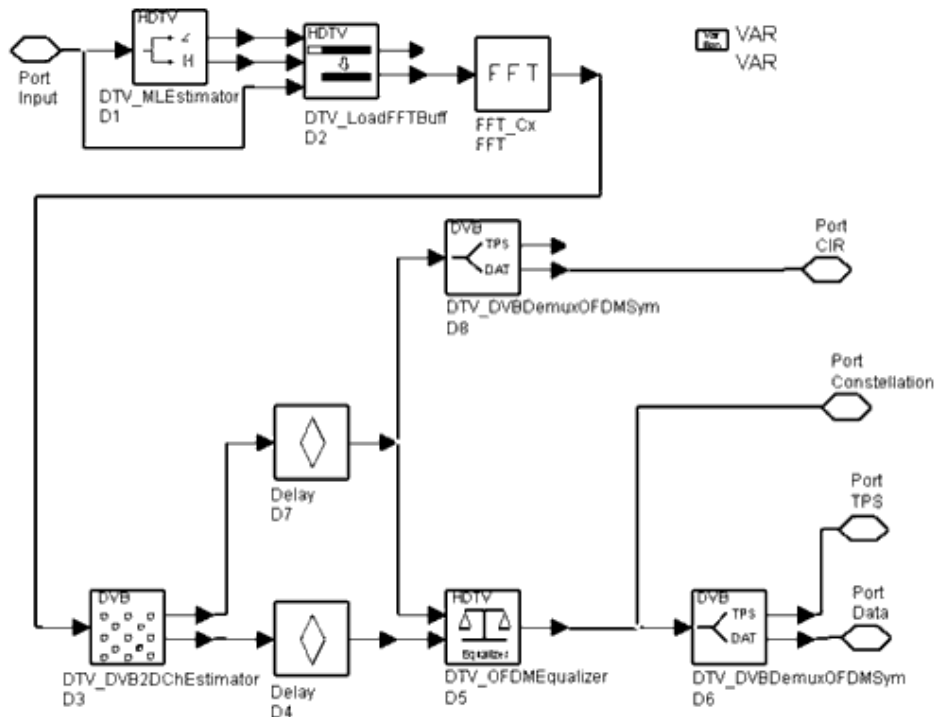 HDTV
∠
H
Port
Input
DTV_MLEstimator
D1
HDTV
DTV_LoadFFTBuff
D2
FFT
FFT_Cx
FFT
Var
Eqn
VAR
VAR
DVB
TPS
DAT
DTV_DVBDemuxOFDMSym
D8
Port
CIR
Port
Constellation
Delay
D7
Port
TPS
DVB
DTV_DVB2DChEstimator
D3
Delay
D4
HDTV
Equalizer
DTV_OFDMEqualizer
D5
DVB
TPS
DAT
DTV_DVBDemuxOFDMSym
D6
Port
Data